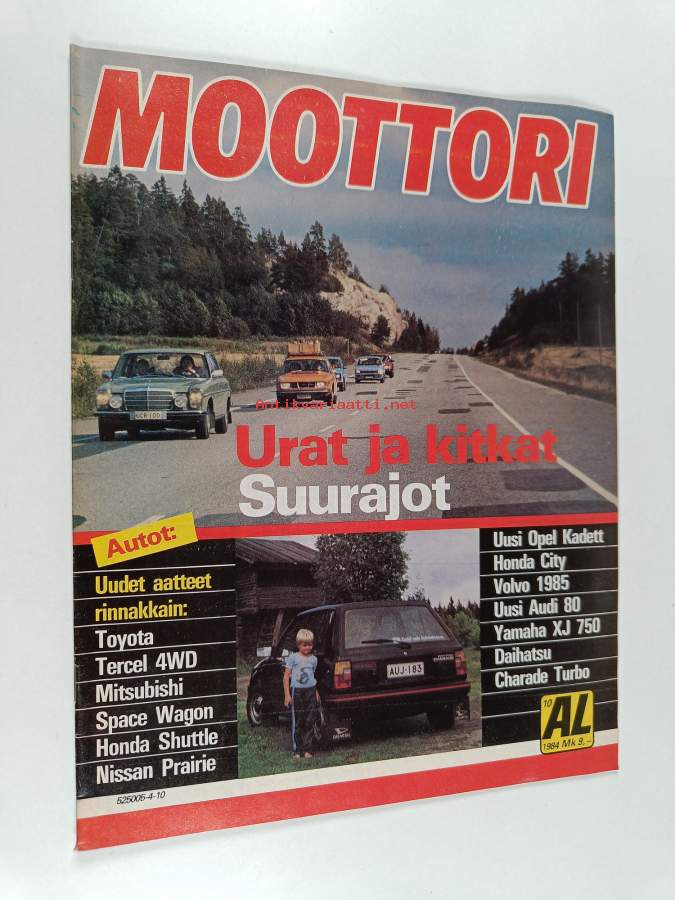 MOOTTORI
GCR-100
Antikvariaatti.net
Urat ja kitkat
Suurajot
Autot:
Uudet aatteet
rinnakkain:
Toyota
Tercel 4WD
Mitsubishi
Space Wagon
Honda Shuttle
Nissan Prairie
AUJ-183
Uusi Opel Kadett
Honda City
Volvo 1985
Uusi Audi 80
Yamaha XJ 750
Daihatsu
Charade Turbo
10
AL
1984 Mk 9,-
525005-4-10